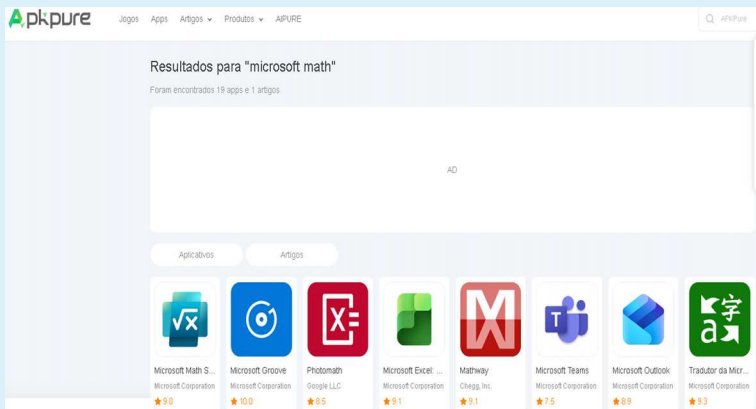 Apkpure
Jogos Apps Artigos Produtos AIPURE APKPure
Resultados para "microsoft math"
Foram encontrados 19 apps e 1 artigos
AD
Aplicativos Artigos
√x X= M T 字 a
Microsoft Math S... Microsoft Groove Photomath Microsoft Excel: ... Mathway Microsoft Teams Microsoft Outlook Tradutor da Micr...
Microsoft Corporation Microsoft Corporation Google LLC Microsoft Corporation Chegg, Inc. Microsoft Corporation Microsoft Corporation Microsoft Corporation
9.0 10.0 8.5 9.1 9.1 7.5 8.9 9.3